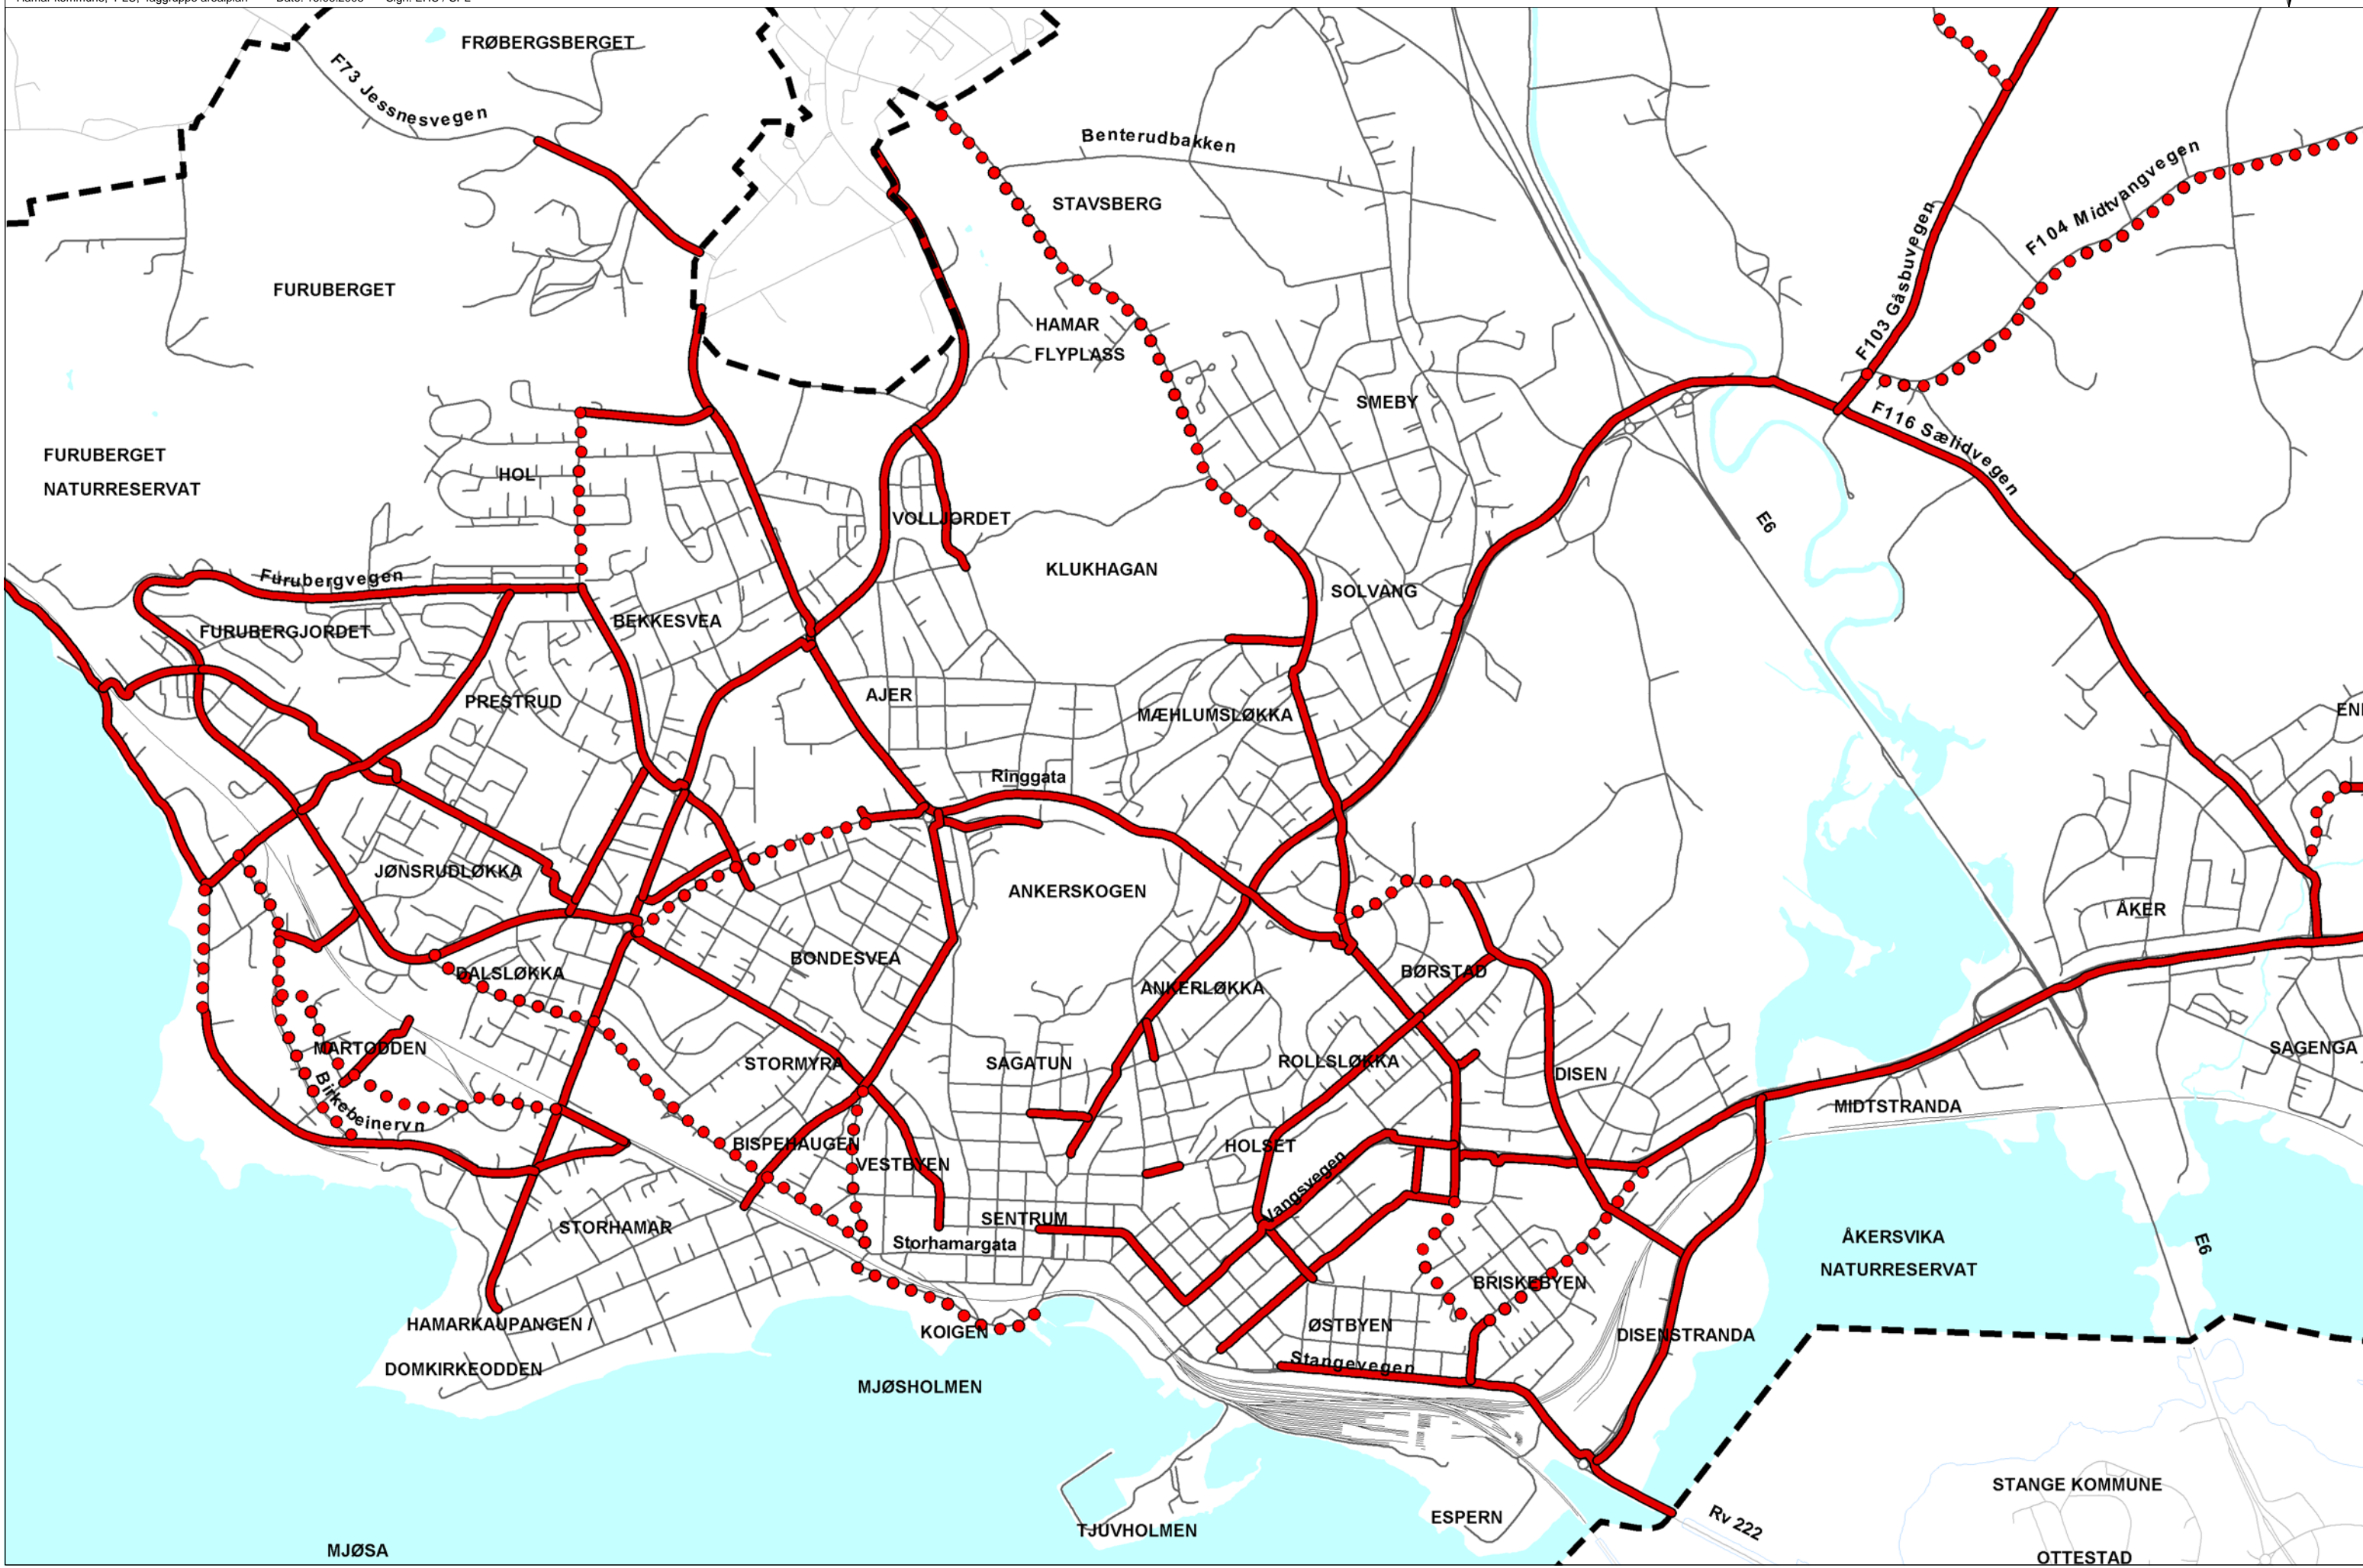 FRØBERGSBERGET
F73 Jessnesvegen
Benterudbakken
STAVSBERG
F104 Midtvangvegen
F103 Gåsbuvegen
FURUBERGET
HAMAR
FLYPLASS
SMEBY
F116 Sælidvegen
FURUBERGET
NATURRESERVAT
HOL
VOLLJORDET
E6
KLUKHAGAN
Furubergvegen
SOLVANG
BEKKESVEA
FURUBERGJORDET
PRESTRUD
AJER
MÆHLUMSLØKKA
Ringgata
JØNSRUDLØKKA
ANKERSKOGEN
ÅKER
BONDESVEA
DALSLØKKA
BØRSTAD
ANKERLØKKA
MARTODDEN
STORMYRA
SAGATUN
ROLLSLØKKA
DISEN
SAGENGA
Birkebeinervn
MIDTSTRANDA
BISPEHAUGEN
VESTBYEN
HOLSET
Vangsvegen
STORHAMAR
SENTRUM
Storhamargata
ÅKERSVIKA
NATURRESERVAT
E6
BRISKEBYEN
HAMARKAUPANGEN /
DOMKIRKEODDEN
KOIGEN
ØSTBYEN
DISENSTRANDA
Stangevegen
MJØSHOLMEN
STANGE KOMMUNE
ESPERN
Rv 222
TJUVHOLMEN
MJØSA
OTTESTAD